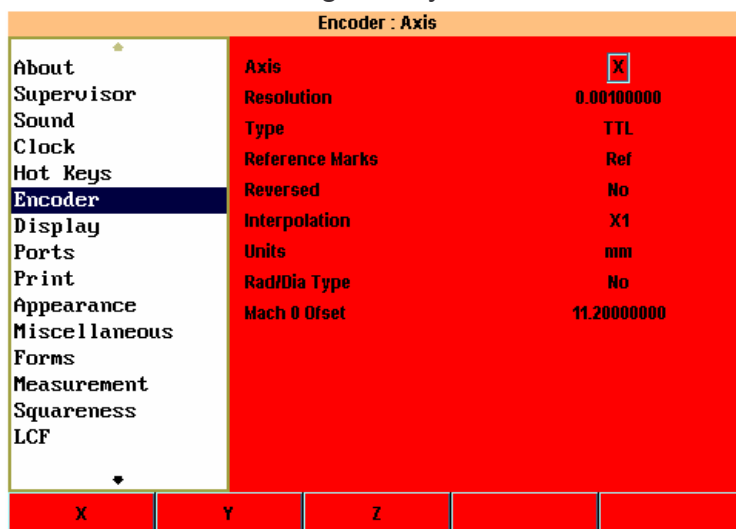 Encoder : Axis
About
Supervisor
Sound
Clock
Hot Keys
Encoder
Display
Ports
Print
Appearance
Miscellaneous
Forms
Measurement
Squareness
LCF
Axis X
Resolution 0.00100000
Type TTL
Reference Marks Ref
Reversed No
Interpolation X1
Units mm
Rad/Dia Type No
Mach 0 Ofset 11.20000000
X Y Z